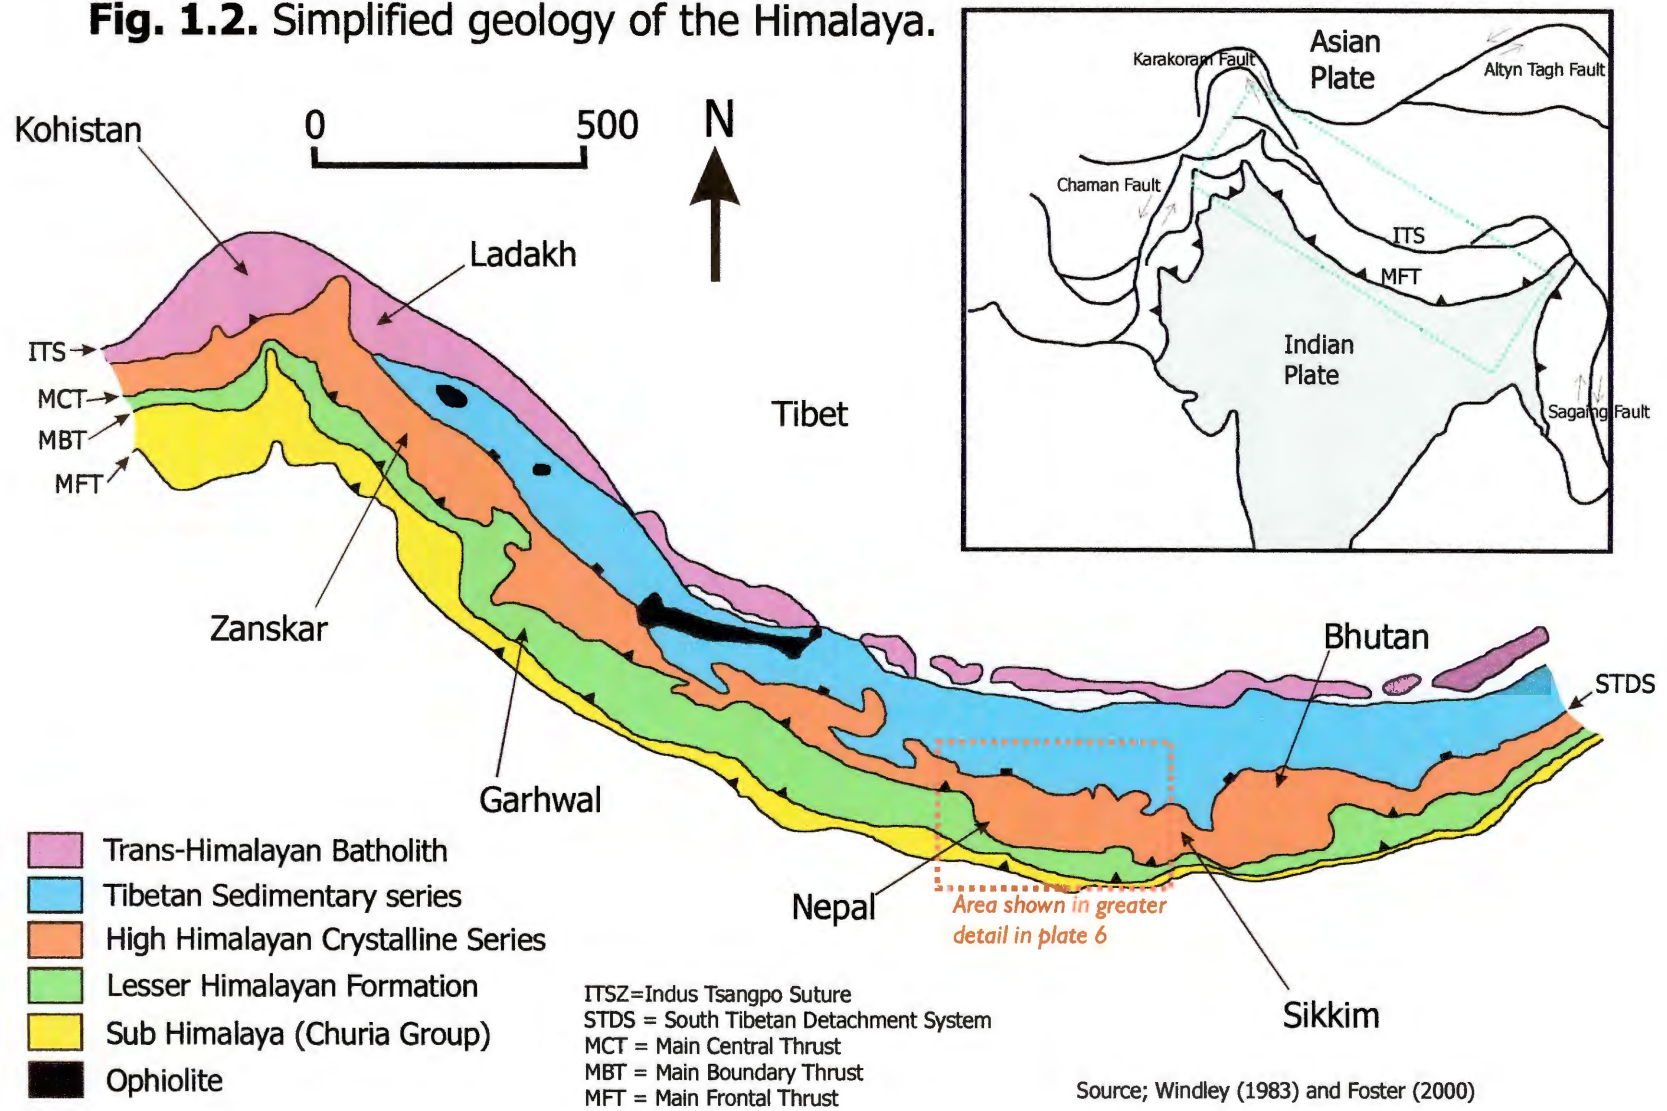 Fig. 1.2. Simplified geology of the Himalaya.
Kohistan
0
500
N
Ladakh
ITS
MCT
MBT
MFT
Tibet
Zanskar
Garhwal
Bhutan
STDS
Nepal
Area shown in greater
detail in plate 6
Sikkim
Asian
Plate
Karakoram Fault
Altyn Tagh Fault
Chaman Fault
ITS
MFT
Indian
Plate
Sagaing Fault
Trans-Himalayan Batholith
Tibetan Sedimentary series
High Himalayan Crystalline Series
Lesser Himalayan Formation
Sub Himalaya (Churia Group)
Ophiolite
ITSZ=Indus Tsangpo Suture
STDS = South Tibetan Detachment System
MCT = Main Central Thrust
MBT = Main Boundary Thrust
MFT = Main Frontal Thrust
Source; Windley (1983) and Foster (2000)